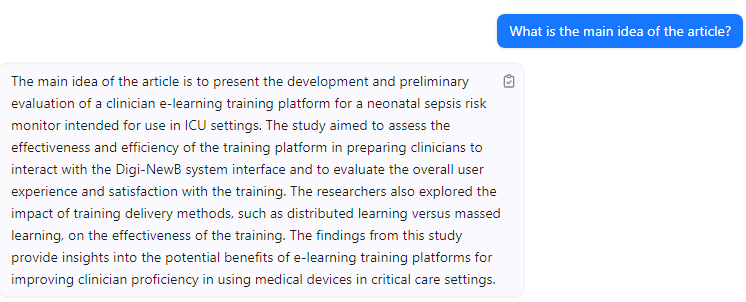 What is the main idea of the article?
The main idea of the article is to present the development and preliminary
evaluation of a clinician e-learning training platform for a neonatal sepsis risk
monitor intended for use in ICU settings. The study aimed to assess the
effectiveness and efficiency of the training platform in preparing clinicians to
interact with the Digi-NewB system interface and to evaluate the overall user
experience and satisfaction with the training. The researchers also explored the
impact of training delivery methods, such as distributed learning versus massed
learning, on the effectiveness of the training. The findings from this study
provide insights into the potential benefits of e-learning training platforms for
improving clinician proficiency in using medical devices in critical care settings.